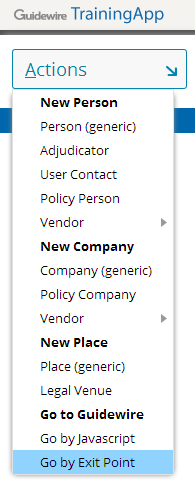 Guidewire TrainingApp
Actions
New Person
Person (generic)
Adjudicator
User Contact
Policy Person
Vendor
New Company
Company (generic)
Policy Company
Vendor
New Place
Place (generic)
Legal Venue
Go to Guidewire
Go by Javascript
Go by Exit Point